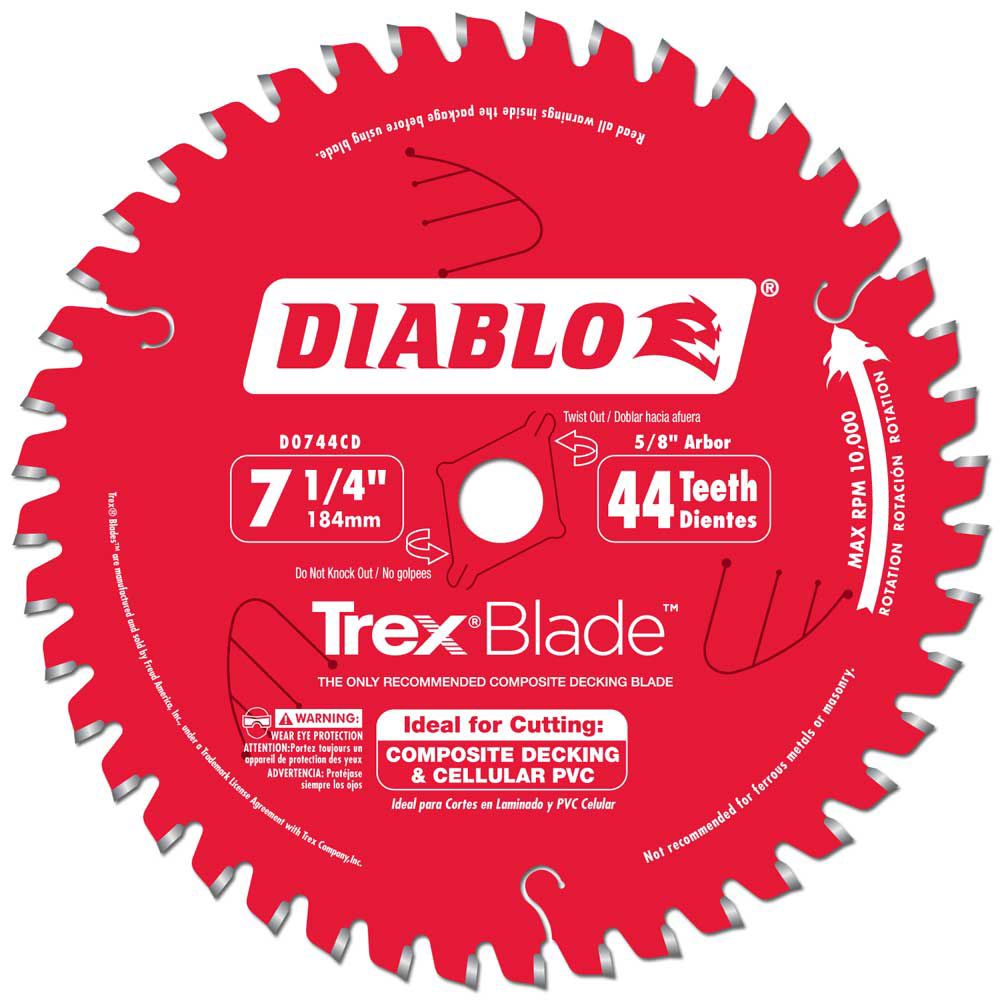 Read all warnings inside the package before using blade.
DIABLO®
Twist Out / Doblar hacia afuera
D0744CD
5/8" Arbor
7 1/4"
184mm
44 Teeth
Dientes
Do Not Knock Out / No golpees
MAX RPM 10,000
ROTATION ROTACIÓN ROTATION
Trex® Blade™
THE ONLY RECOMMENDED COMPOSITE DECKING BLADE
WARNING:
WEAR EYE PROTECTION
ATTENTION:Portez toujours un
appareil de protection des yeux
ADVERTENCIA: Protéjase
siempre los ojos
Ideal for Cutting:
COMPOSITE DECKING
& CELLULAR PVC
Ideal para Cortes en Laminado y PVC Celular
Trex® Blades™ are manufactured and sold by Freud America, Inc., under a Trademark License Agreement with Trex Company, Inc.
Not recommended for ferrous metals or masonry.